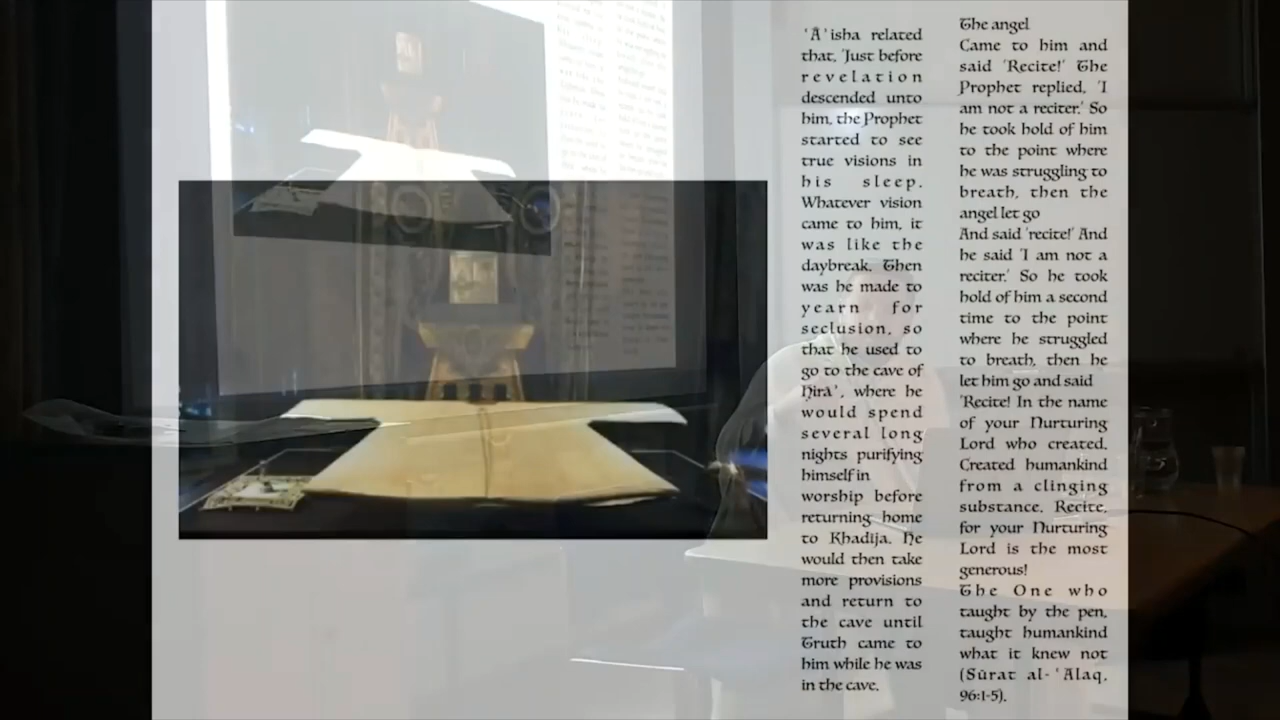 'Ā'isha related
that, 'Just before
revelation
descended unto
him, the Prophet
started to see
true visions in
his sleep.
Whatever vision
came to him, it
was like the
daybreak. Then
was he made to
yearn for
seclusion, so
that he used to
go to the cave of
Ḥirā', where he
would spend
several long
nights purifying
himself in
worship before
returning home
to Khadija. He
would then take
more provisions
and return to
the cave until
Truth came to
him while he was
in the cave.
The angel
Came to him and
said 'Recite!' The
Prophet replied, 'I
am not a reciter.' So
he took hold of him
to the point where
he was struggling to
breath, then the
angel let go
And said 'recite!' And
he said 'I am not a
reciter.' So he took
hold of him a second
time to the point
where he struggled
to breath, then he
let him go and said
'Recite! In the name
of your Nurturing
Lord who created.
Created humankind
from a clinging
substance. Recite,
for your Nurturing
Lord is the most
generous!
The One who
taught by the pen,
taught humankind
what it knew not
(Sūrat al-'Alaq,
96:1-5).